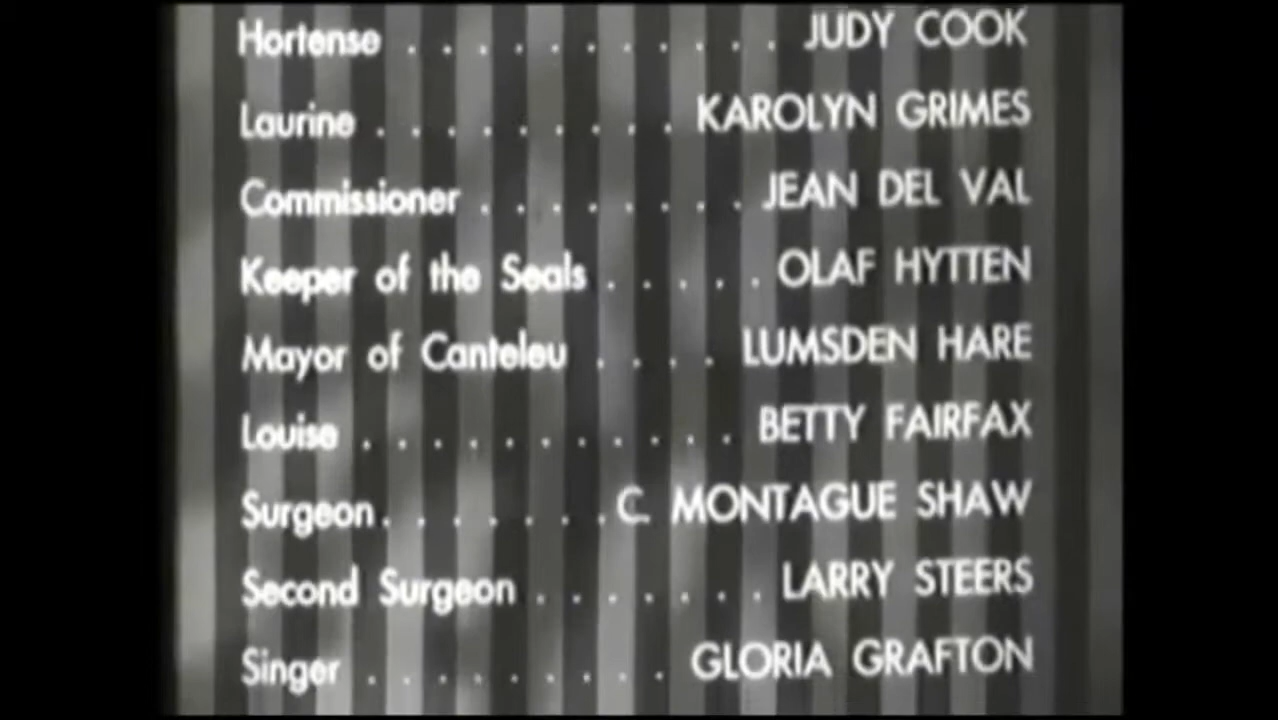 Hortense . . . . . . . . . . . JUDY COOK
Laurine . . . . . . . . . KAROLYN GRIMES
Commissioner . . . . . . . . JEAN DEL VAL
Keeper of the Seals . . . . . OLAF HYTTEN
Mayor of Canteleu . . . . LUMSDEN HARE
Louise . . . . . . . . . . . BETTY FAIRFAX
Surgeon . . . . . . . C. MONTAGUE SHAW
Second Surgeon . . . . . . . LARRY STEERS
Singer . . . . . . . . . GLORIA GRAFTON